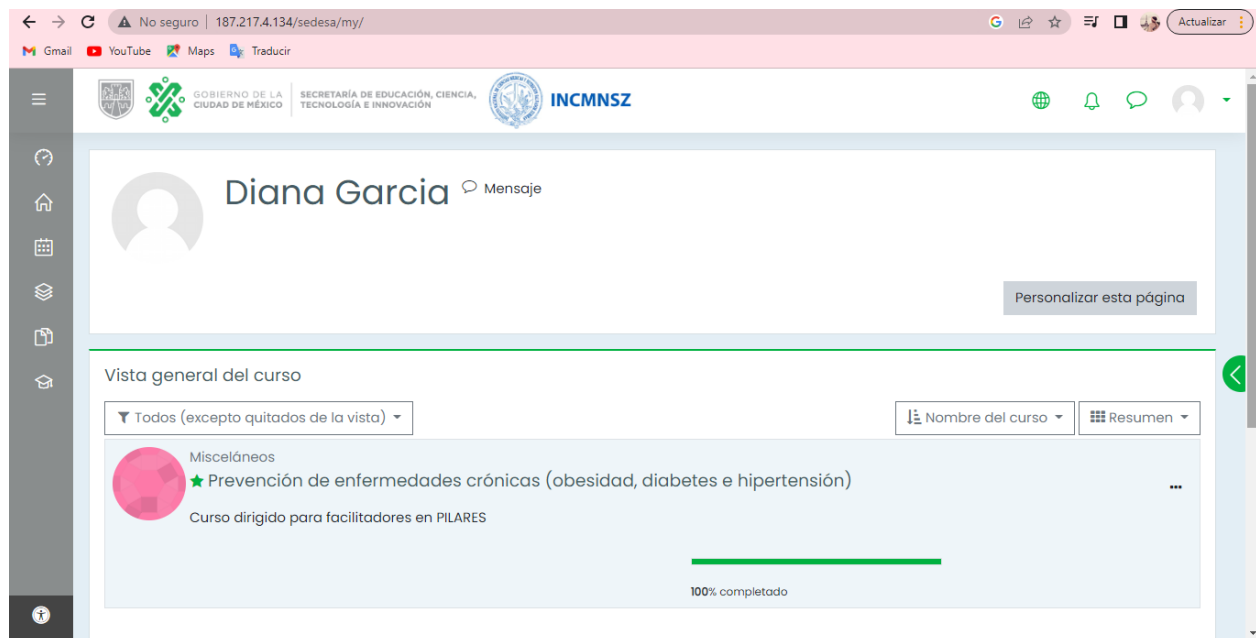 No seguro | 187.217.4.134/sedesa/my/
Actualizar
Gmail YouTube Maps Traducir
GOBIERNO DE LA
CIUDAD DE MÉXICO
SECRETARÍA DE EDUCACIÓN, CIENCIA,
TECNOLOGÍA E INNOVACIÓN
INCMNSZ
Diana Garcia Mensaje
Personalizar esta página
Vista general del curso
Todos (excepto quitados de la vista)
Nombre del curso
Resumen
Misceláneos
Prevención de enfermedades crónicas (obesidad, diabetes e hipertensión)
Curso dirigido para facilitadores en PILARES
100% completado